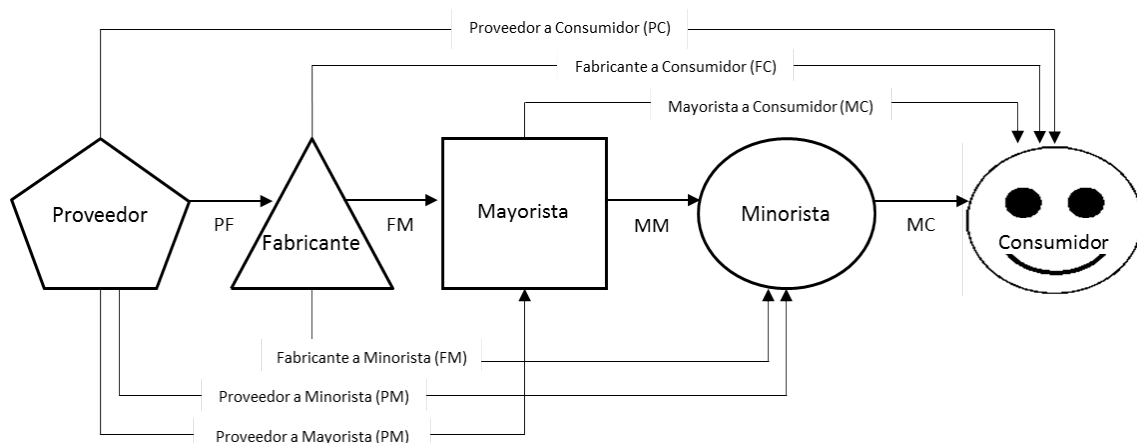 Proveedor a Consumidor (PC)
Fabricante a Consumidor (FC)
Mayorista a Consumidor (MC)
Proveedor
PF
Fabricante
FM
Mayorista
MM
Minorista
MC
Consumidor
Fabricante a Minorista (FM)
Proveedor a Minorista (PM)
Proveedor a Mayorista (PM)